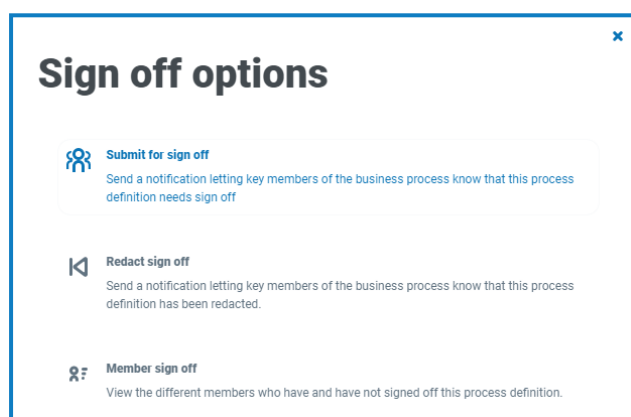 Sign off options
Submit for sign off
Send a notification letting key members of the business process know that this process
definition needs sign off
Redact sign off
Send a notification letting key members of the business process know that this process
definition has been redacted.
Member sign off
View the different members who have and have not signed off this process definition.